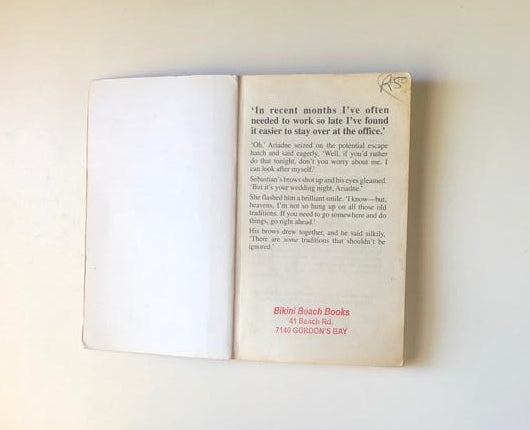 R15
'In recent months I've often
needed to work so late I've found
it easier to stay over at the office.'
'Oh.' Ariadne seized on the potential escape
hatch and said eagerly, 'Well, if you'd rather
do that tonight, don't you worry about me. I
can look after myself.'
Sebastian's brows shot up and his eyes gleamed.
'But it's your wedding night, Ariadne.'
She flashed him a brilliant smile. 'I know—but,
heavens, I'm not so hung up on all those old
traditions. If you need to go somewhere and do
things, go right ahead.'
His brows drew together, and he said silkily,
'There are some traditions that shouldn't be
ignored.'
Bikini Beach Books
41 Beach Rd.
7140 GORDON'S BAY